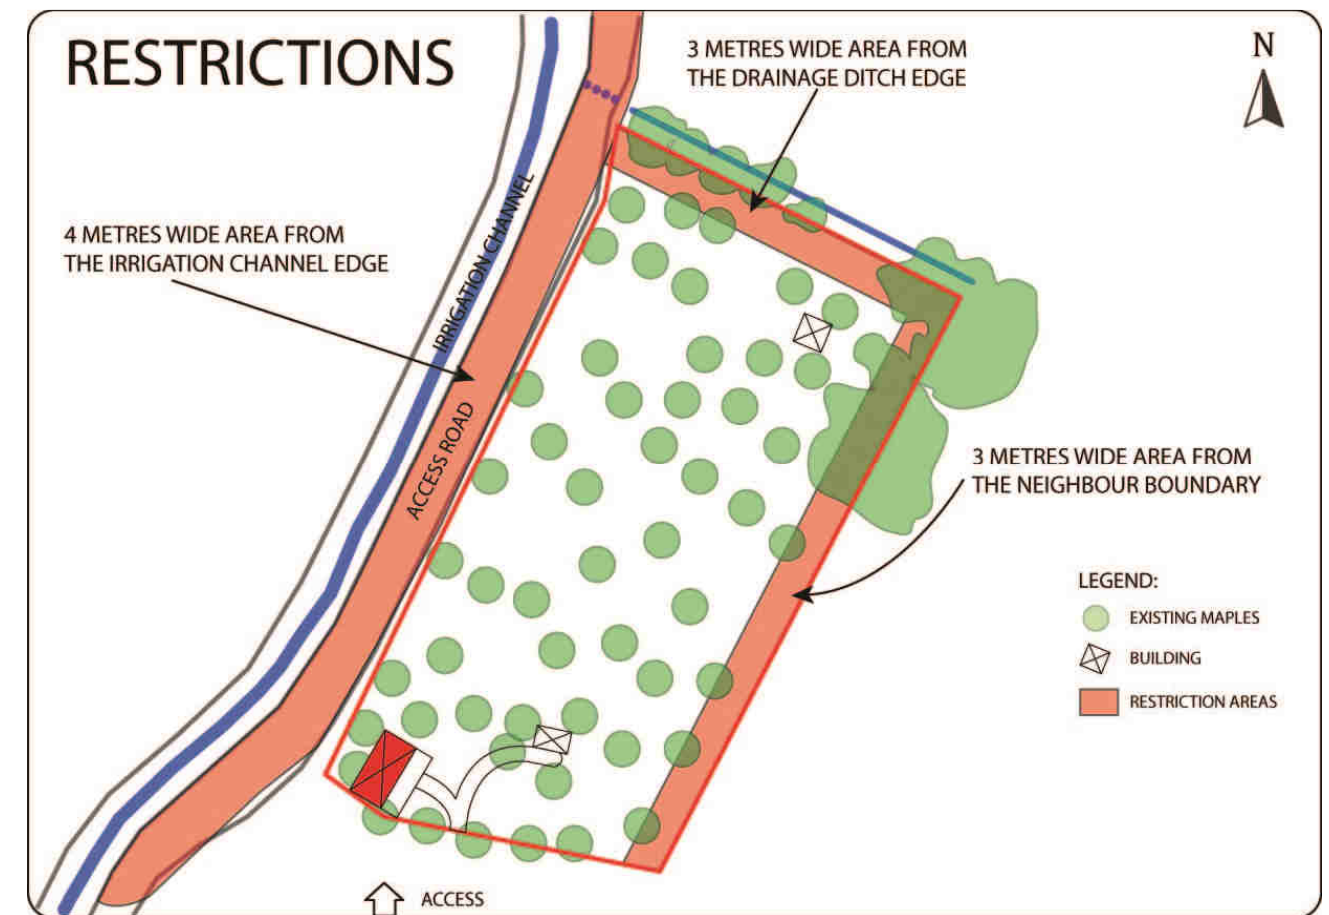 RESTRICTIONS
3 METRES WIDE AREA FROM
THE DRAINAGE DITCH EDGE
N
4 METRES WIDE AREA FROM
THE IRRIGATION CHANNEL EDGE
IRRIGATION CHANNEL
ACCESS ROAD
3 METRES WIDE AREA FROM
THE NEIGHBOUR BOUNDARY
LEGEND:
EXISTING MAPLES
BUILDING
RESTRICTION AREAS
ACCESS